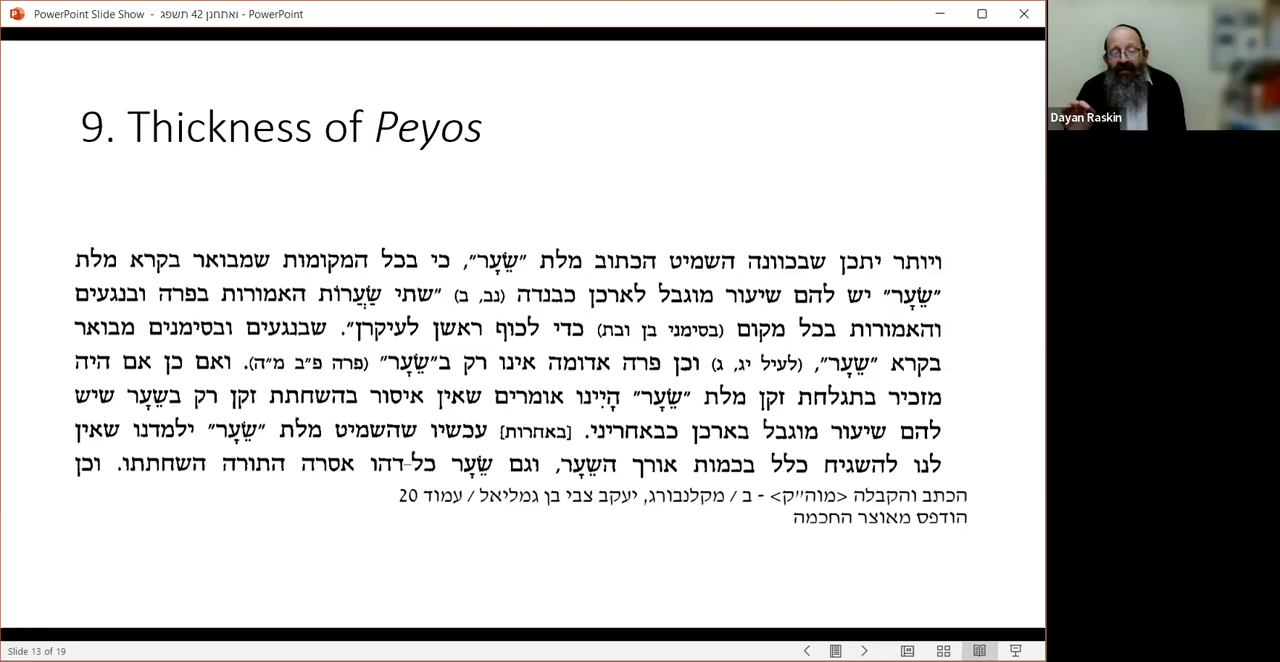 PowerPoint Slide Show - ואתחנן 42 תשפג - PowerPoint
Dayan Raskin
9. Thickness of Peyos
ויותר יתכן שבכוונה השמיט הכתוב מלת "שֵׂעָר", כי בכל המקומות שמבואר בקרא מלת
"שֵׂעָר" יש להם שיעור מוגבל לארכן כבנדה (נב, ב) "שתי שַׂעֲרוֹת האמורות בפרה ובנגעים
והאמורות בכל מקום (בסימני בן ובת) כדי לכוף ראשן לעיקרן". שבנגעים ובסימנים מבואר
בקרא "שֵׂעָר", (לעיל יג, ג) וכן פרה אדומה אינו רק ב"שֵׂעָר" (פרה פ"ב מ"ה). ואם כן אם היה
מזכיר בתגלחת זקן מלת "שֵׂעָר" הָיִינו אומרים שאין איסור בהשחתת זקן רק בשֵׂעָר שיש
להם שיעור מוגבל בארכן כבאחריני. [באחרות] עכשיו שהשמיט מלת "שֵׂעָר" ילמדנו שאין
לנו להשגיח כלל בכמות אורך השֵׂעָר, וגם שֵׂעָר כל-דהו אסרה התורה השחתתו. וכן
הכתב והקבלה <מוה"ק> - ב / מקלנבורג, יעקב צבי בן גמליאל / עמוד 20
הודפס מאוצר החכמה
Slide 13 of 19